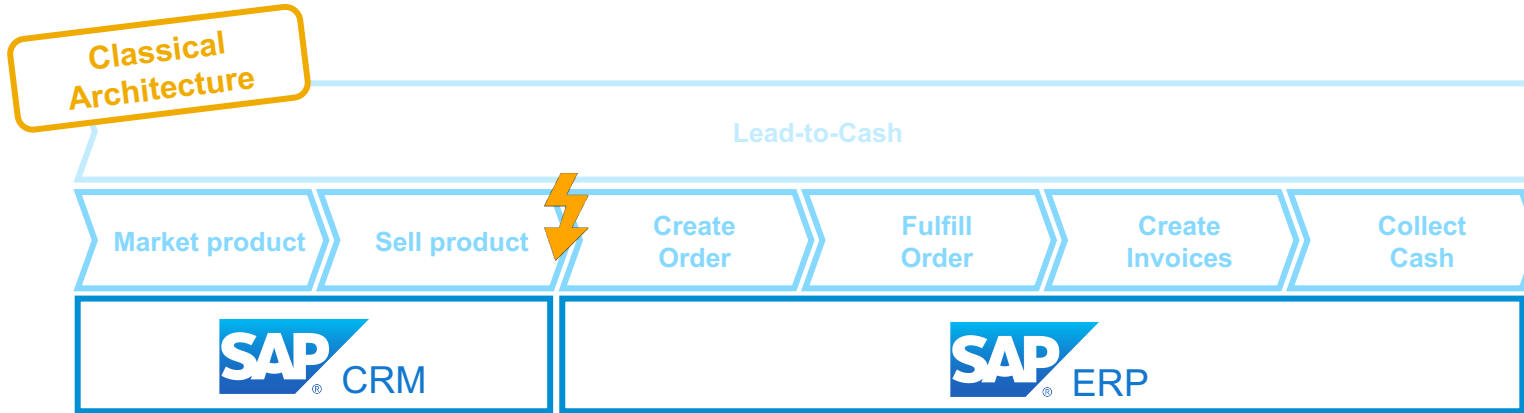 Classical
Architecture
Lead-to-Cash
Market product
Sell product
Create
Order
Fulfill
Order
Create
Invoices
Collect
Cash
SAP ® CRM
SAP ® ERP